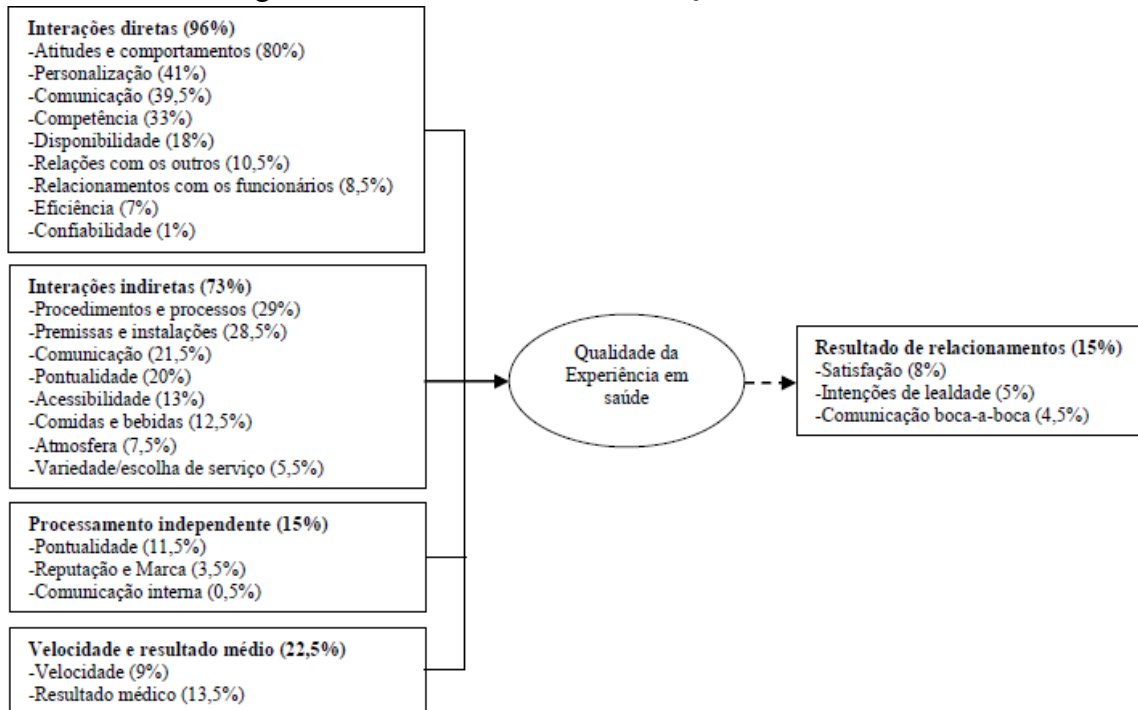 Interações diretas (96%)
-Atitudes e comportamentos (80%)
-Personalização (41%)
-Comunicação (39,5%)
-Competência (33%)
-Disponibilidade (18%)
-Relações com os outros (10,5%)
-Relacionamentos com os funcionários (8,5%)
-Eficiência (7%)
-Confiabilidade (1%)
Interações indiretas (73%)
-Procedimentos e processos (29%)
-Premissas e instalações (28,5%)
-Comunicação (21,5%)
-Pontualidade (20%)
-Acessibilidade (13%)
-Comidas e bebidas (12,5%)
-Atmosfera (7,5%)
-Variedade/escolha de serviço (5,5%)
Processamento independente (15%)
-Pontualidade (11,5%)
-Reputação e Marca (3,5%)
-Comunicação interna (0,5%)
Velocidade e resultado médio (22,5%)
-Velocidade (9%)
-Resultado médico (13,5%)
Qualidade da
Experiência em
saúde
Resultado de relacionamentos (15%)
-Satisfação (8%)
-Intenções de lealdade (5%)
-Comunicação boca-a-boca (4,5%)